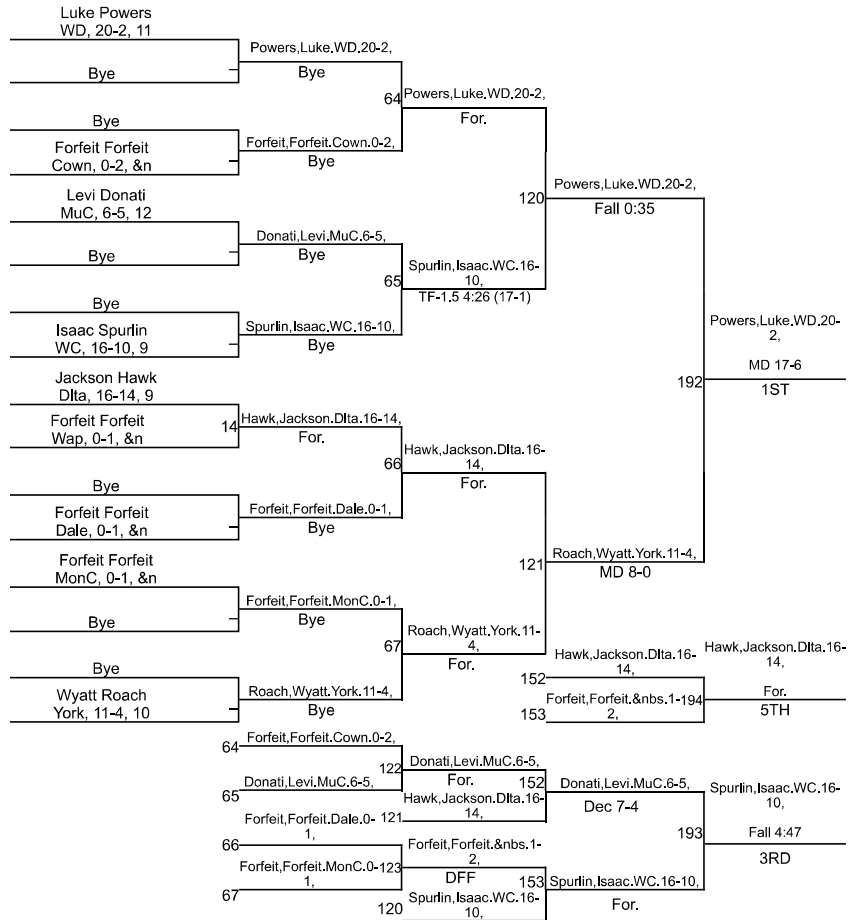 Luke Powers
WD, 20-2, 11
Powers,Luke.WD.20-2,
Bye
Bye
64
Powers,Luke.WD.20-2,
For.
Bye
Forfeit Forfeit
Cown, 0-2, &n
Forfeit,Forfeit.Cown.0-2,
Bye
120
Powers,Luke.WD.20-2,
Fall 0:35
Levi Donati
MuC, 6-5, 12
Donati,Levi.MuC.6-5,
Bye
Bye
65
Spurlin,Isaac.WC.16-
10,
TF-1.5 4:26 (17-1)
Bye
Isaac Spurlin
WC, 16-10, 9
Spurlin,Isaac.WC.16-10,
Bye
Powers,Luke.WD.20-
2,
192
MD 17-6
1ST
Jackson Hawk
Dlta, 16-14, 9
Forfeit Forfeit
Wap, 0-1, &n
14
Hawk,Jackson.Dlta.16-14,
For.
66
Hawk,Jackson.Dlta.16-
14,
For.
Bye
Forfeit Forfeit
Dale, 0-1, &n
Forfeit,Forfeit.Dale.0-1,
Bye
121
Roach,Wyatt.York.11-4,
MD 8-0
Forfeit Forfeit
MonC, 0-1, &n
Forfeit,Forfeit.MonC.0-1,
Bye
Bye
67
Roach,Wyatt.York.11-
4,
For.
Bye
Wyatt Roach
York, 11-4, 10
Roach,Wyatt.York.11-4,
Bye
152
Hawk,Jackson.Dlta.16-
14,
153
Forfeit,Forfeit.&nbs.1-
2,
194
Hawk,Jackson.Dlta.16-
14,
For.
5TH
64
Forfeit,Forfeit.Cown.0-2,
65
Donati,Levi.MuC.6-5,
122
Donati,Levi.MuC.6-5,
For.
121
Hawk,Jackson.Dlta.16-
14,
152
Donati,Levi.MuC.6-5,
Dec 7-4
66
Forfeit,Forfeit.Dale.0-
1,
67
Forfeit,Forfeit.MonC.0-
1,
123
Forfeit,Forfeit.&nbs.1-
2,
DFF
120
Spurlin,Isaac.WC.16-
10,
153
Spurlin,Isaac.WC.16-10,
For.
193
Spurlin,Isaac.WC.16-
10,
Fall 4:47
3RD